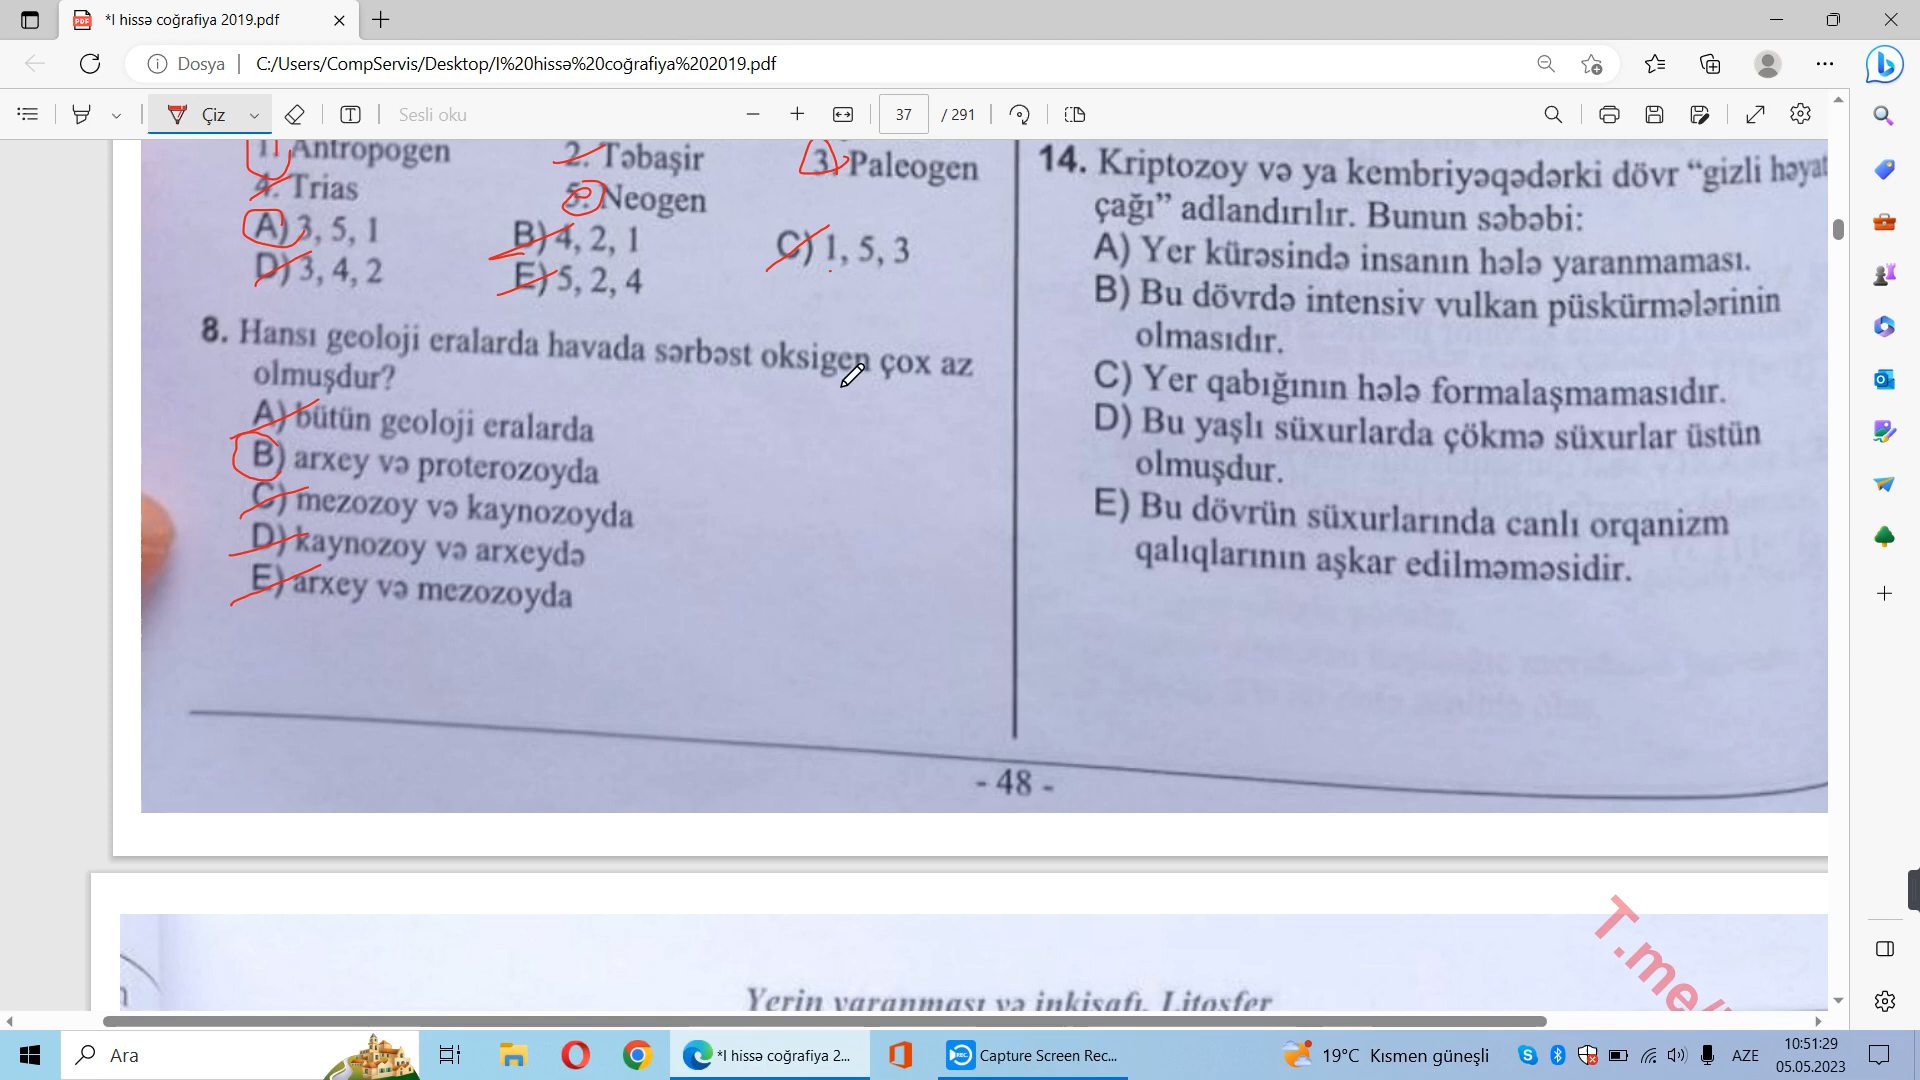 *I hissə coğrafiya 2019.pdf
Dosya
C:/Users/CompServis/Desktop/I%20hissə%20coğrafiya%202019.pdf
Çiz
Sesli oku
37 / 291
1. Antropogen 2. Təbaşir 3. Paleogen
4. Trias 5. Neogen
A) 3, 5, 1 B) 4, 2, 1 C) 1, 5, 3
D) 3, 4, 2 E) 5, 2, 4
8. Hansı geoloji eralarda havada sərbəst oksigen çox az
olmuşdur?
A) bütün geoloji eralarda
B) arxey və proterozoyda
C) mezozoy və kaynozoyda
D) kaynozoy və arxeydə
E) arxey və mezozoyda
14. Kriptozoy və ya kembriyəqədərki dövr “gizli həyat
çağı” adlandırılır. Bunun səbəbi:
A) Yer kürəsində insanın hələ yaranmaması.
B) Bu dövrdə intensiv vulkan püskürmələrinin
olmasıdır.
C) Yer qabığının hələ formalaşmamasıdır.
D) Bu yaşlı süxurlarda çökmə süxurlar üstün
olmuşdur.
E) Bu dövrün süxurlarında canlı orqanizm
qalıqlarının aşkar edilməməsidir.
- 48 -
T.me/
Yerin yaranması və inkişafı. Litosfer
Ara
*I hissə coğrafiya 2...
Capture Screen Rec...
19°C Kısmen güneşli
AZE
10:51:29
05.05.2023